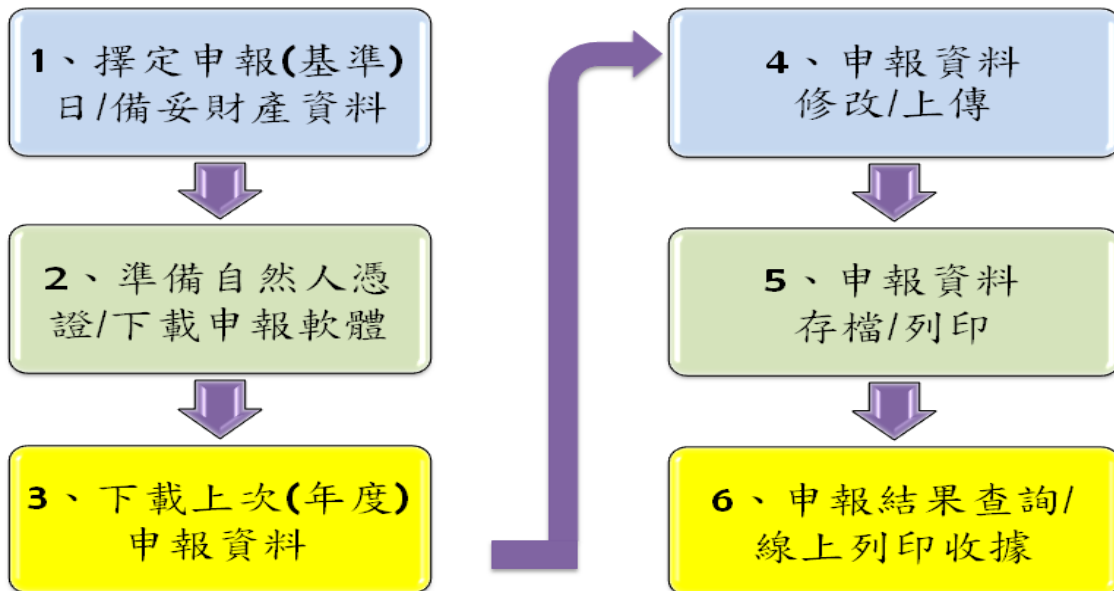 1、擇定申報(基準)
日/備妥財產資料
2、準備自然人憑
證/下載申報軟體
3、下載上次(年度)
申報資料
4、申報資料
修改/上傳
5、申報資料
存檔/列印
6、申報結果查詢/
線上列印收據